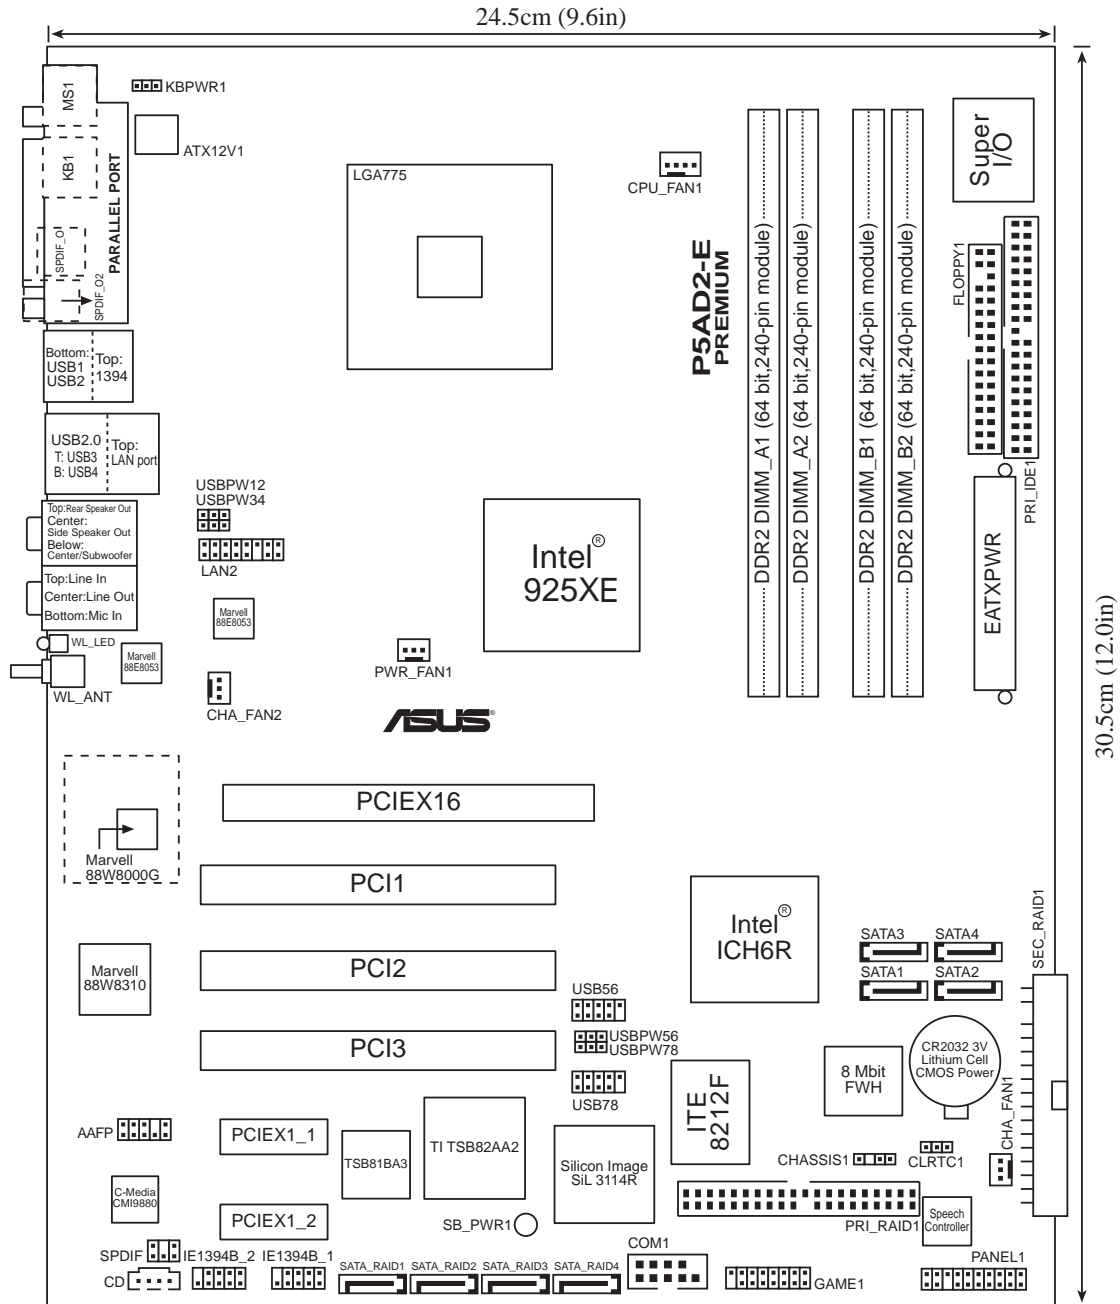 24.5cm (9.6in)
MS1
KBPWR1
ATX12V1
KB1
PARALLEL PORT
SPDIF_O1
SPDIF_O2
LGA775
CPU_FAN1
P5AD2-E
PREMIUM
DDR2 DIMM_A1 (64 bit,240-pin module)
DDR2 DIMM_A2 (64 bit,240-pin module)
DDR2 DIMM_B1 (64 bit,240-pin module)
DDR2 DIMM_B2 (64 bit,240-pin module)
Super
I/O
FLOPPY1
PRI_IDE1
EATXPWR
30.5cm (12.0in)
Bottom:
USB1
USB2
Top:
1394
USB2.0
T: USB3
B: USB4
Top:
LAN port
USBPW12
USBPW34
LAN2
Top:Rear Speaker Out
Center:
Side Speaker Out
Below:
Center/Subwoofer
Top:Line In
Center:Line Out
Bottom:Mic In
WL_LED
WL_ANT
Marvell
88E8053
Marvell
88E8053
CHA_FAN2
PWR_FAN1
Intel®
925XE
ASUS®
PCIEX16
Marvell
88W8000G
PCI1
Marvell
88W8310
PCI2
PCI3
Intel®
ICH6R
SATA3
SATA4
SATA1
SATA2
SEC_RAID1
USB56
USBPW56
USBPW78
USB78
ITE
8212F
8 Mbit
FWH
CR2032 3V
Lithium Cell
CMOS Power
CHA_FAN1
AAFP
PCIEX1_1
TSB81BA3
TI TSB82AA2
Silicon Image
SiL 3114R
CHASSIS1
CLRTC1
C-Media
CMI9880
PCIEX1_2
SB_PWR1
PRI_RAID1
Speech
Controller
SPDIF
CD
IE1394B_2
IE1394B_1
SATA_RAID1
SATA_RAID2
SATA_RAID3
SATA_RAID4
COM1
GAME1
PANEL1